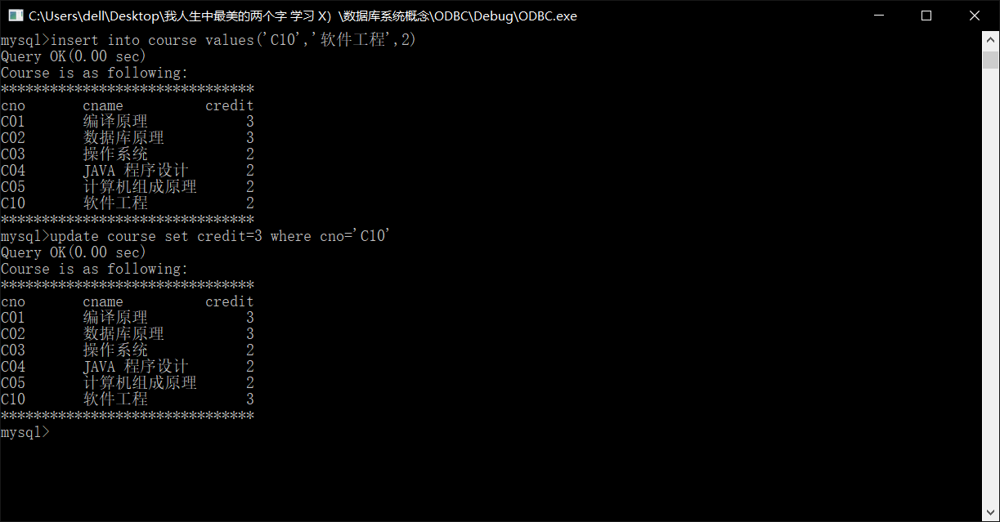 C:\Users\dell\Desktop\我人生中最美的两个字 学习 X）\数据库系统概念\ODBC\Debug\ODBC.exe
mysql>insert into course values('C10','软件工程',2)
Query OK(0.00 sec)
Course is as following:
*******************************
cno cname credit
C01 编译原理 3
C02 数据库原理 3
C03 操作系统 2
C04 JAVA 程序设计 2
C05 计算机组成原理 2
C10 软件工程 2
*******************************
mysql>update course set credit=3 where cno='C10'
Query OK(0.00 sec)
Course is as following:
*******************************
cno cname credit
C01 编译原理 3
C02 数据库原理 3
C03 操作系统 2
C04 JAVA 程序设计 2
C05 计算机组成原理 2
C10 软件工程 3
*******************************
mysql>